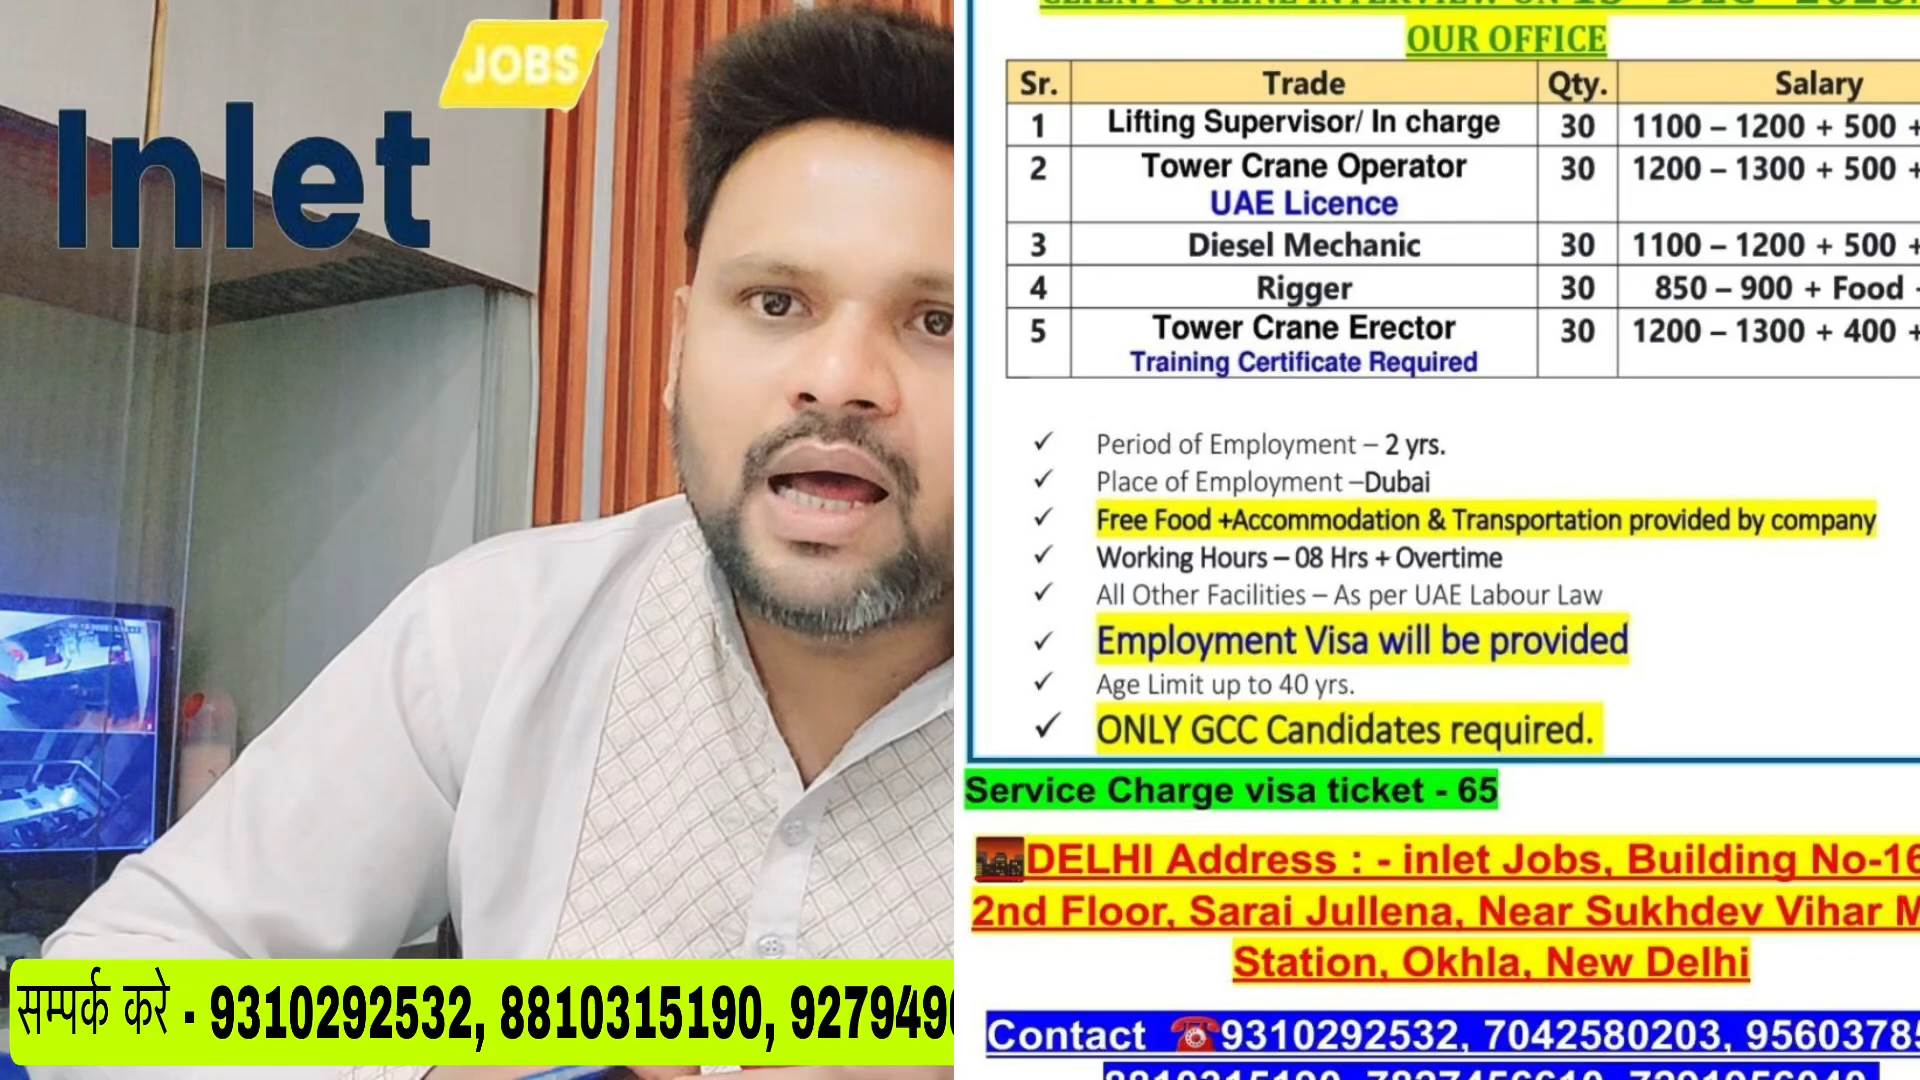 JOBS
Inlet
सम्पर्क करे - 9310292532, 8810315190, 92794
OUR OFFICE
Sr. Trade Qty. Salary
1 Lifting Supervisor/ In charge 30 1100 – 1200 + 500 +
2 Tower Crane Operator 30 1200 – 1300 + 500 +
UAE Licence
3 Diesel Mechanic 30 1100 – 1200 + 500 +
4 Rigger 30 850 – 900 + Food
5 Tower Crane Erector 30 1200 – 1300 + 400 +
Training Certificate Required
✓ Period of Employment – 2 yrs.
✓ Place of Employment –Dubai
✓ Free Food +Accommodation & Transportation provided by company
✓ Working Hours – 08 Hrs + Overtime
✓ All Other Facilities – As per UAE Labour Law
✓ Employment Visa will be provided
✓ Age Limit up to 40 yrs.
✓ ONLY GCC Candidates required.
Service Charge visa ticket - 65
DELHI Address : - inlet Jobs, Building No-16
2nd Floor, Sarai Jullena, Near Sukhdev Vihar M
Station, Okhla, New Delhi
Contact ☎9310292532, 7042580203, 9560378